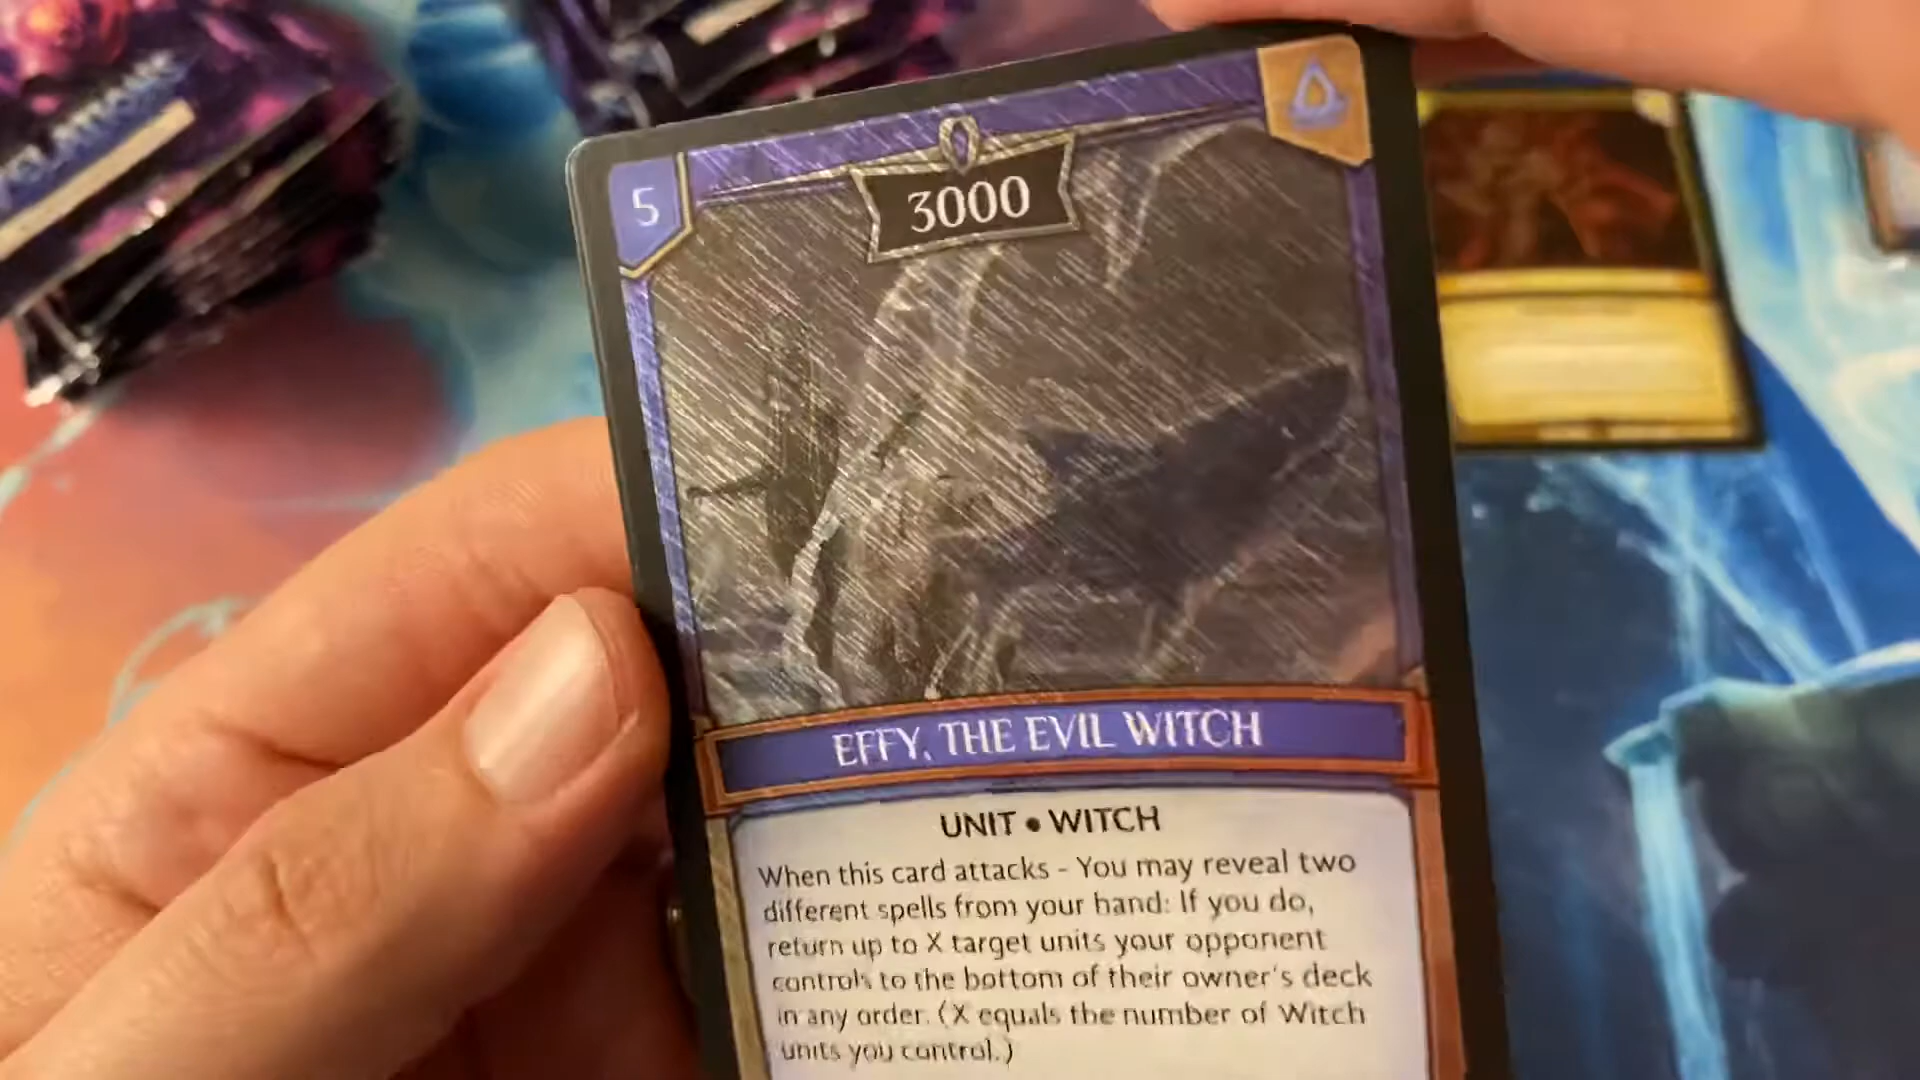 5
3000
EFFY, THE EVIL WITCH
UNIT • WITCH
When this card attacks - You may reveal two
different spells from your hand: If you do,
return up to X target units your opponent
controls to the bottom of their owner's deck
in any order. (X equals the number of Witch
units you control.)